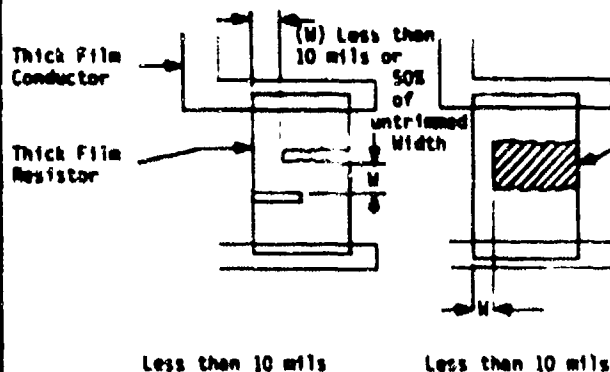 Thick Film
Conductor
(W) Less than
10 mils or
50%
of
untrimmed
Width
Thick Film
Resistor
W
W
Less than 10 mils
Less than 10 mils